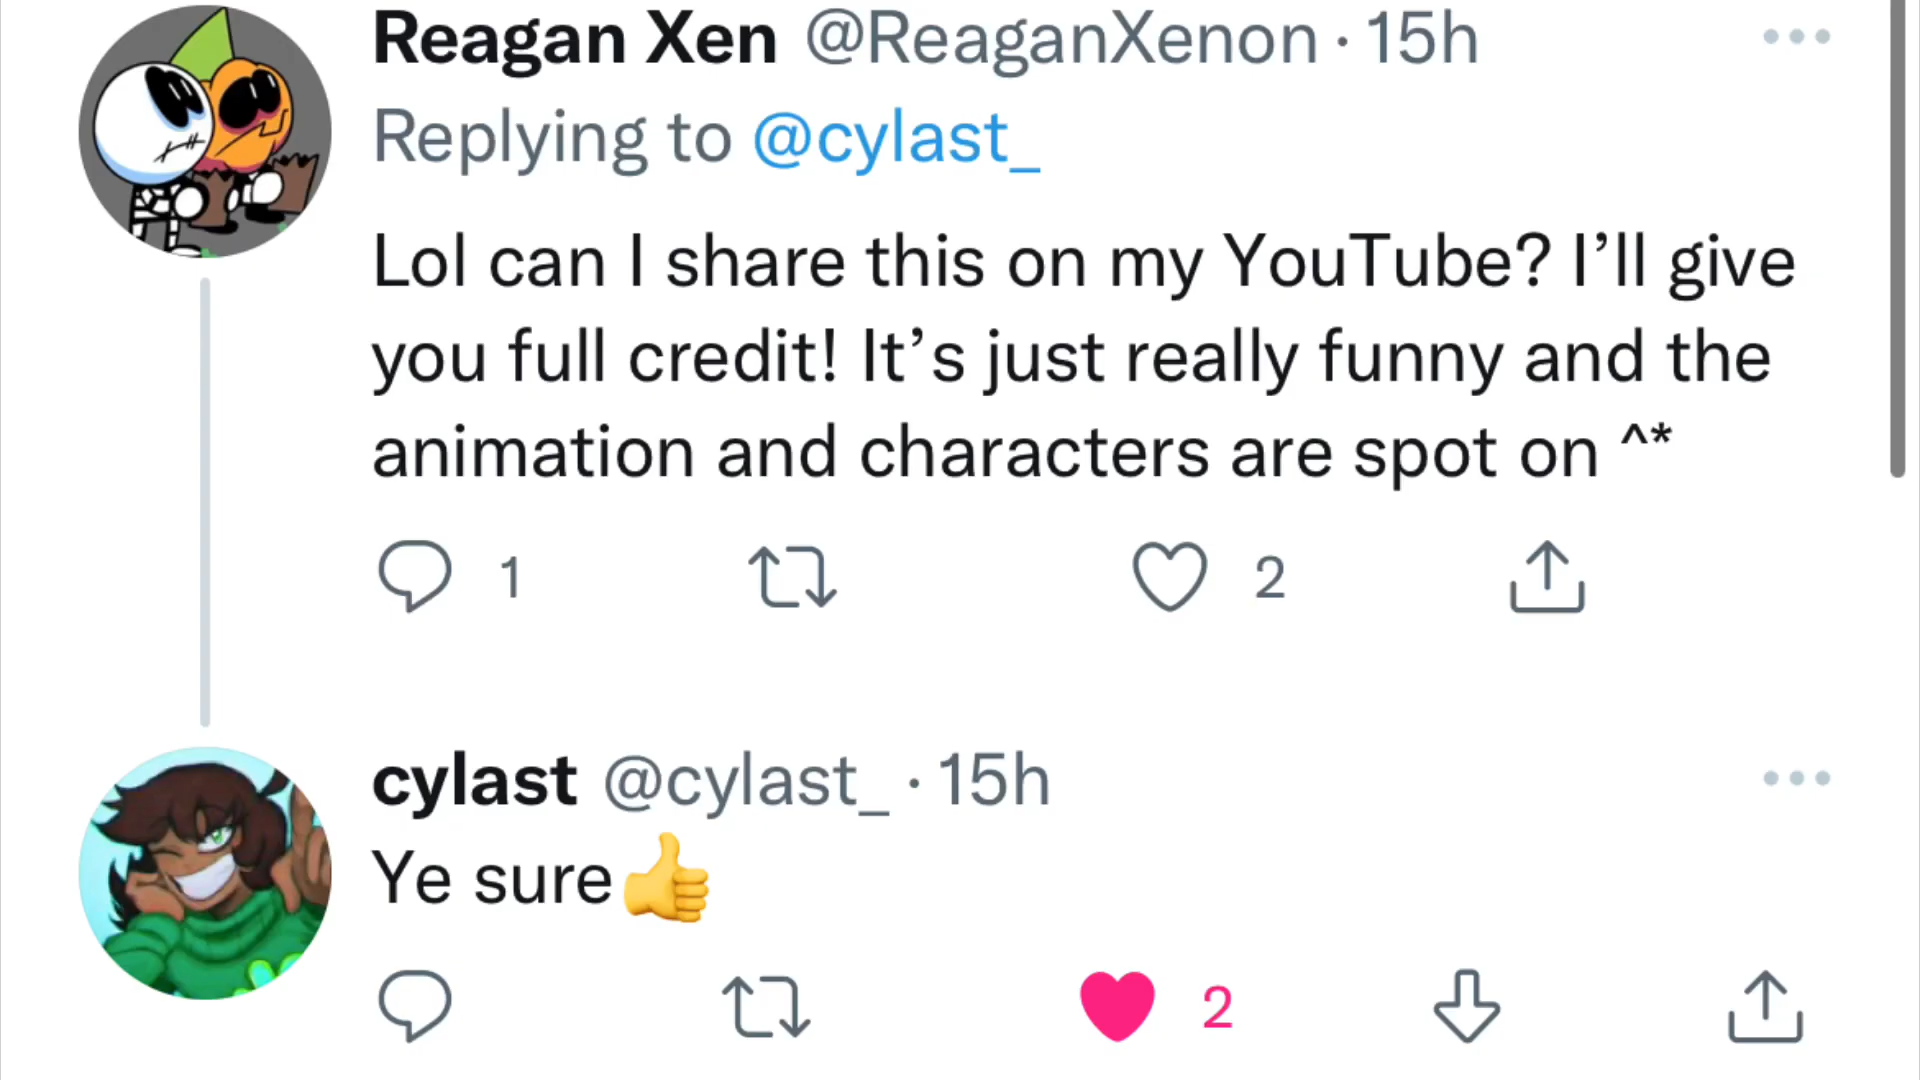 Reagan Xen @ReaganXenon · 15h
Replying to @cylast_
Lol can I share this on my YouTube? I’ll give
you full credit! It’s just really funny and the
animation and characters are spot on ^*
1 2
cylast @cylast_ · 15h
Ye sure👍
2